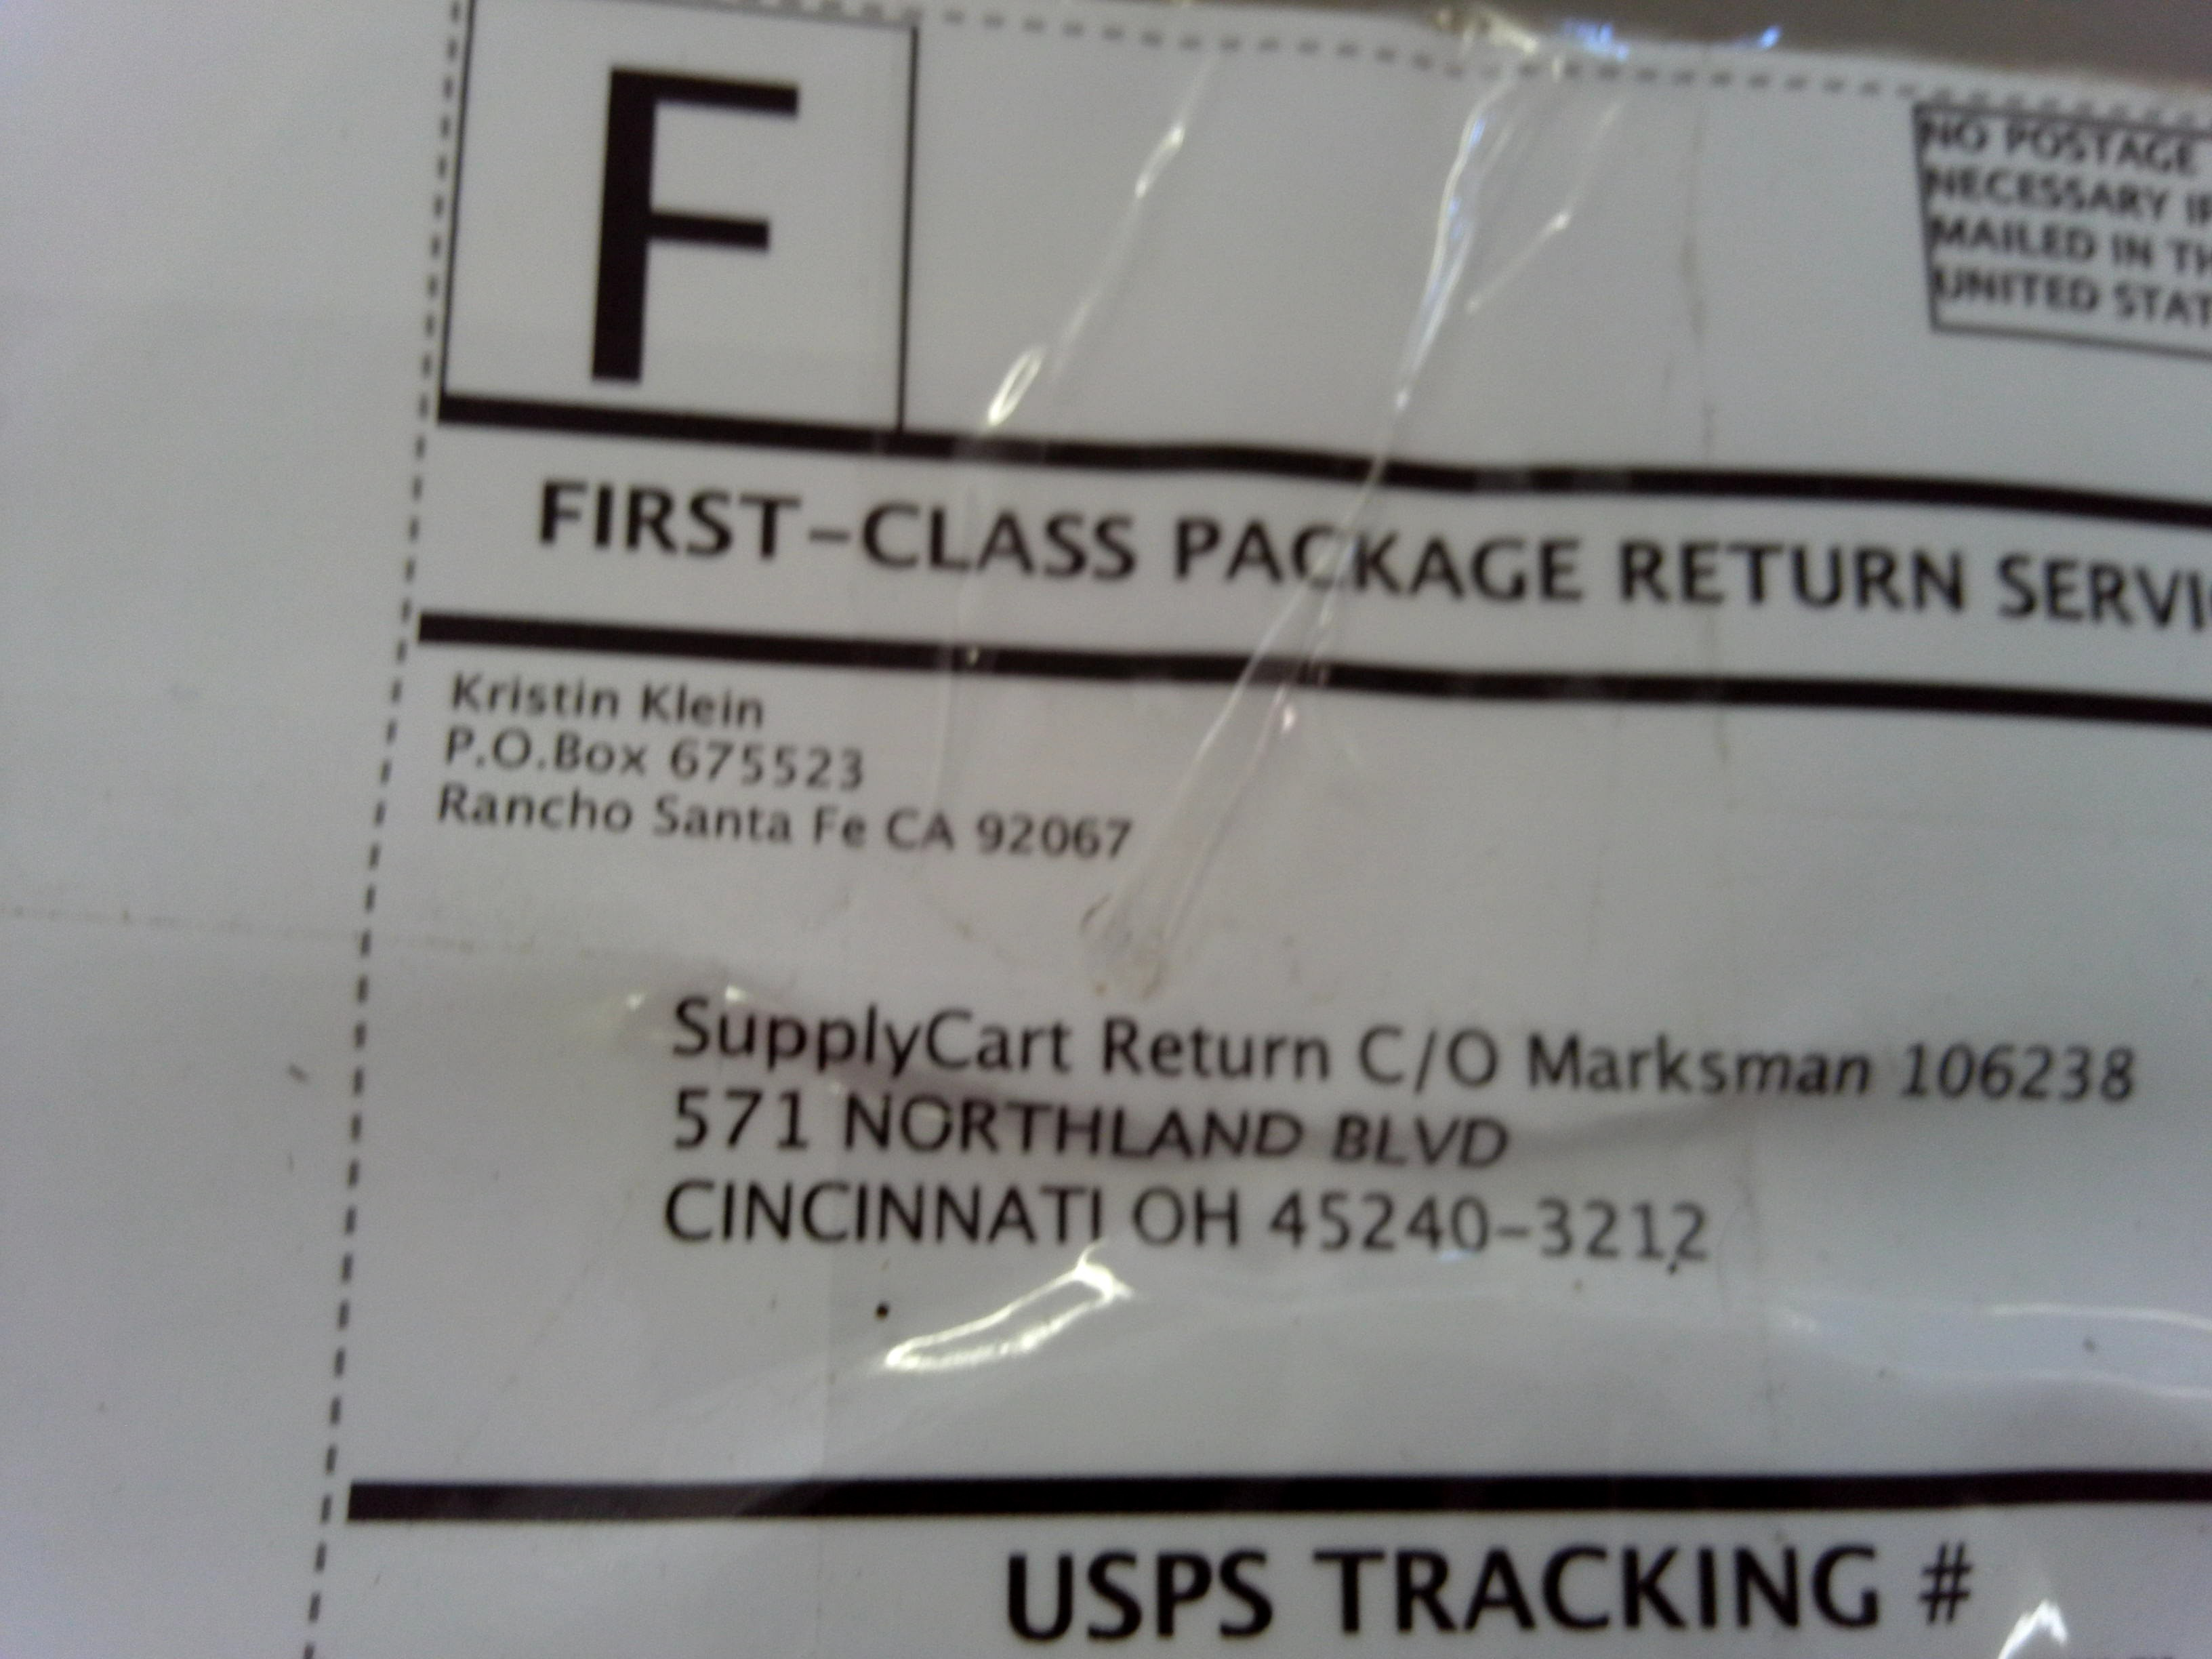 F
NO POSTAGE
NECESSARY IF
MAILED IN TH
UNITED STAT
FIRST-CLASS PACKAGE RETURN SERVI
Kristin Klein
P.O.Box 675523
Rancho Santa Fe CA 92067
SupplyCart Return C/O Marksman 106238
571 NORTHLAND BLVD
CINCINNATI OH 45240-3212
USPS TRACKING #